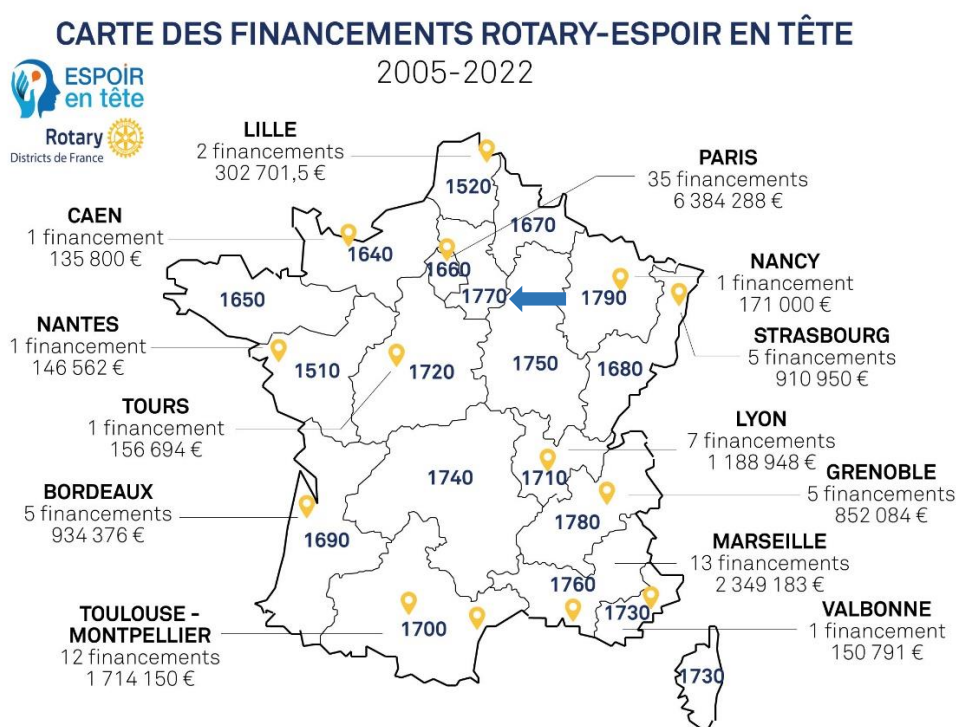 CARTE DES FINANCEMENTS ROTARY-ESPOIR EN TÊTE
2005-2022
ESPOIR
en tête
Rotary
Districts de France
LILLE
2 financements
302 701,5 €
PARIS
35 financements
6 384 288 €
CAEN
1 financement
135 800 €
NANCY
1 financement
171 000 €
NANTES
1 financement
146 562 €
STRASBOURG
5 financements
910 950 €
TOURS
1 financement
156 694 €
LYON
7 financements
1 188 948 €
BORDEAUX
5 financements
934 376 €
GRENOBLE
5 financements
852 084 €
MARSEILLE
13 financements
2 349 183 €
TOULOUSE -
MONTPELLIER
12 financements
1 714 150 €
VALBONNE
1 financement
150 791 €
1520
1670
1640
1660
1650
1770
1790
1510
1720
1750
1680
1740
1710
1690
1780
1760
1700
1730
1730